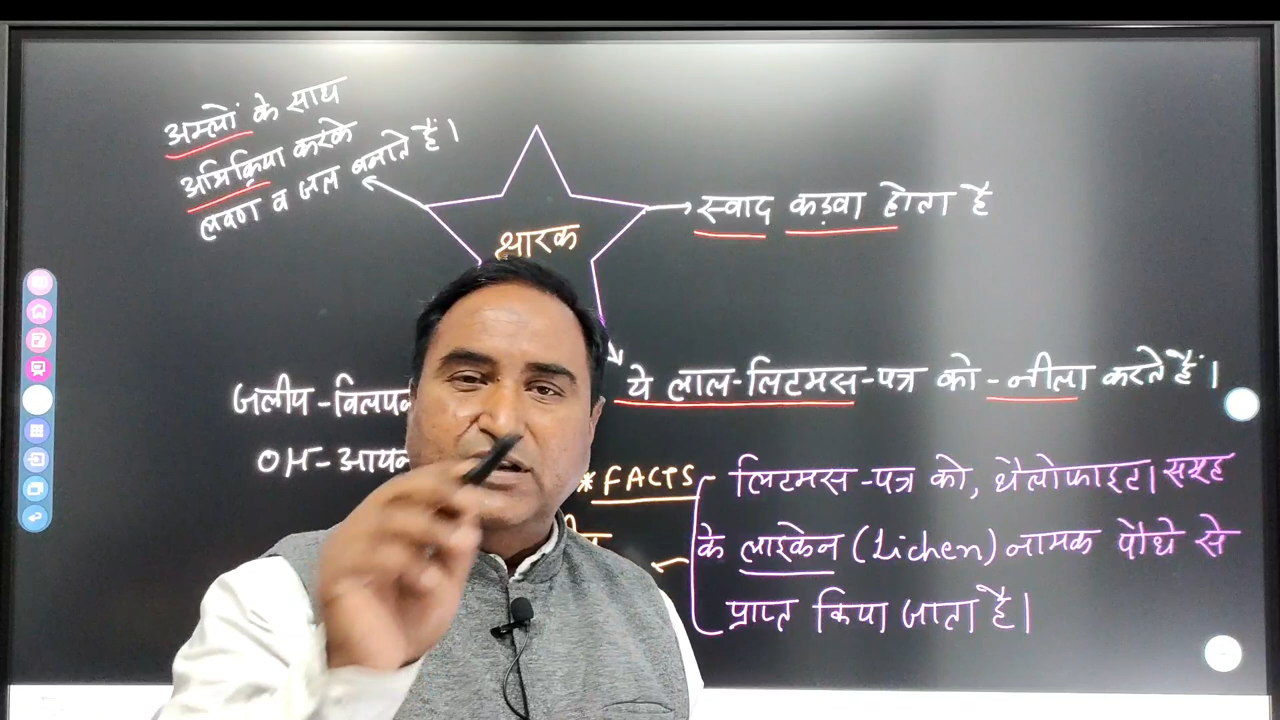 अम्लों के साथ
अभिक्रिया करके
लवण व जल बनाते हैं।
क्षारक
स्वाद कड़वा होता है
ये लाल-लिटमस-पत्र को -नीला करते हैं।
जलीय-विलयन
OH-आयन
* FACTS
लिटमस-पत्र को, थैलोफाइटा समूह
के लाइकेन (Lichen) नामक पौधे से
प्राप्त किया जाता है।